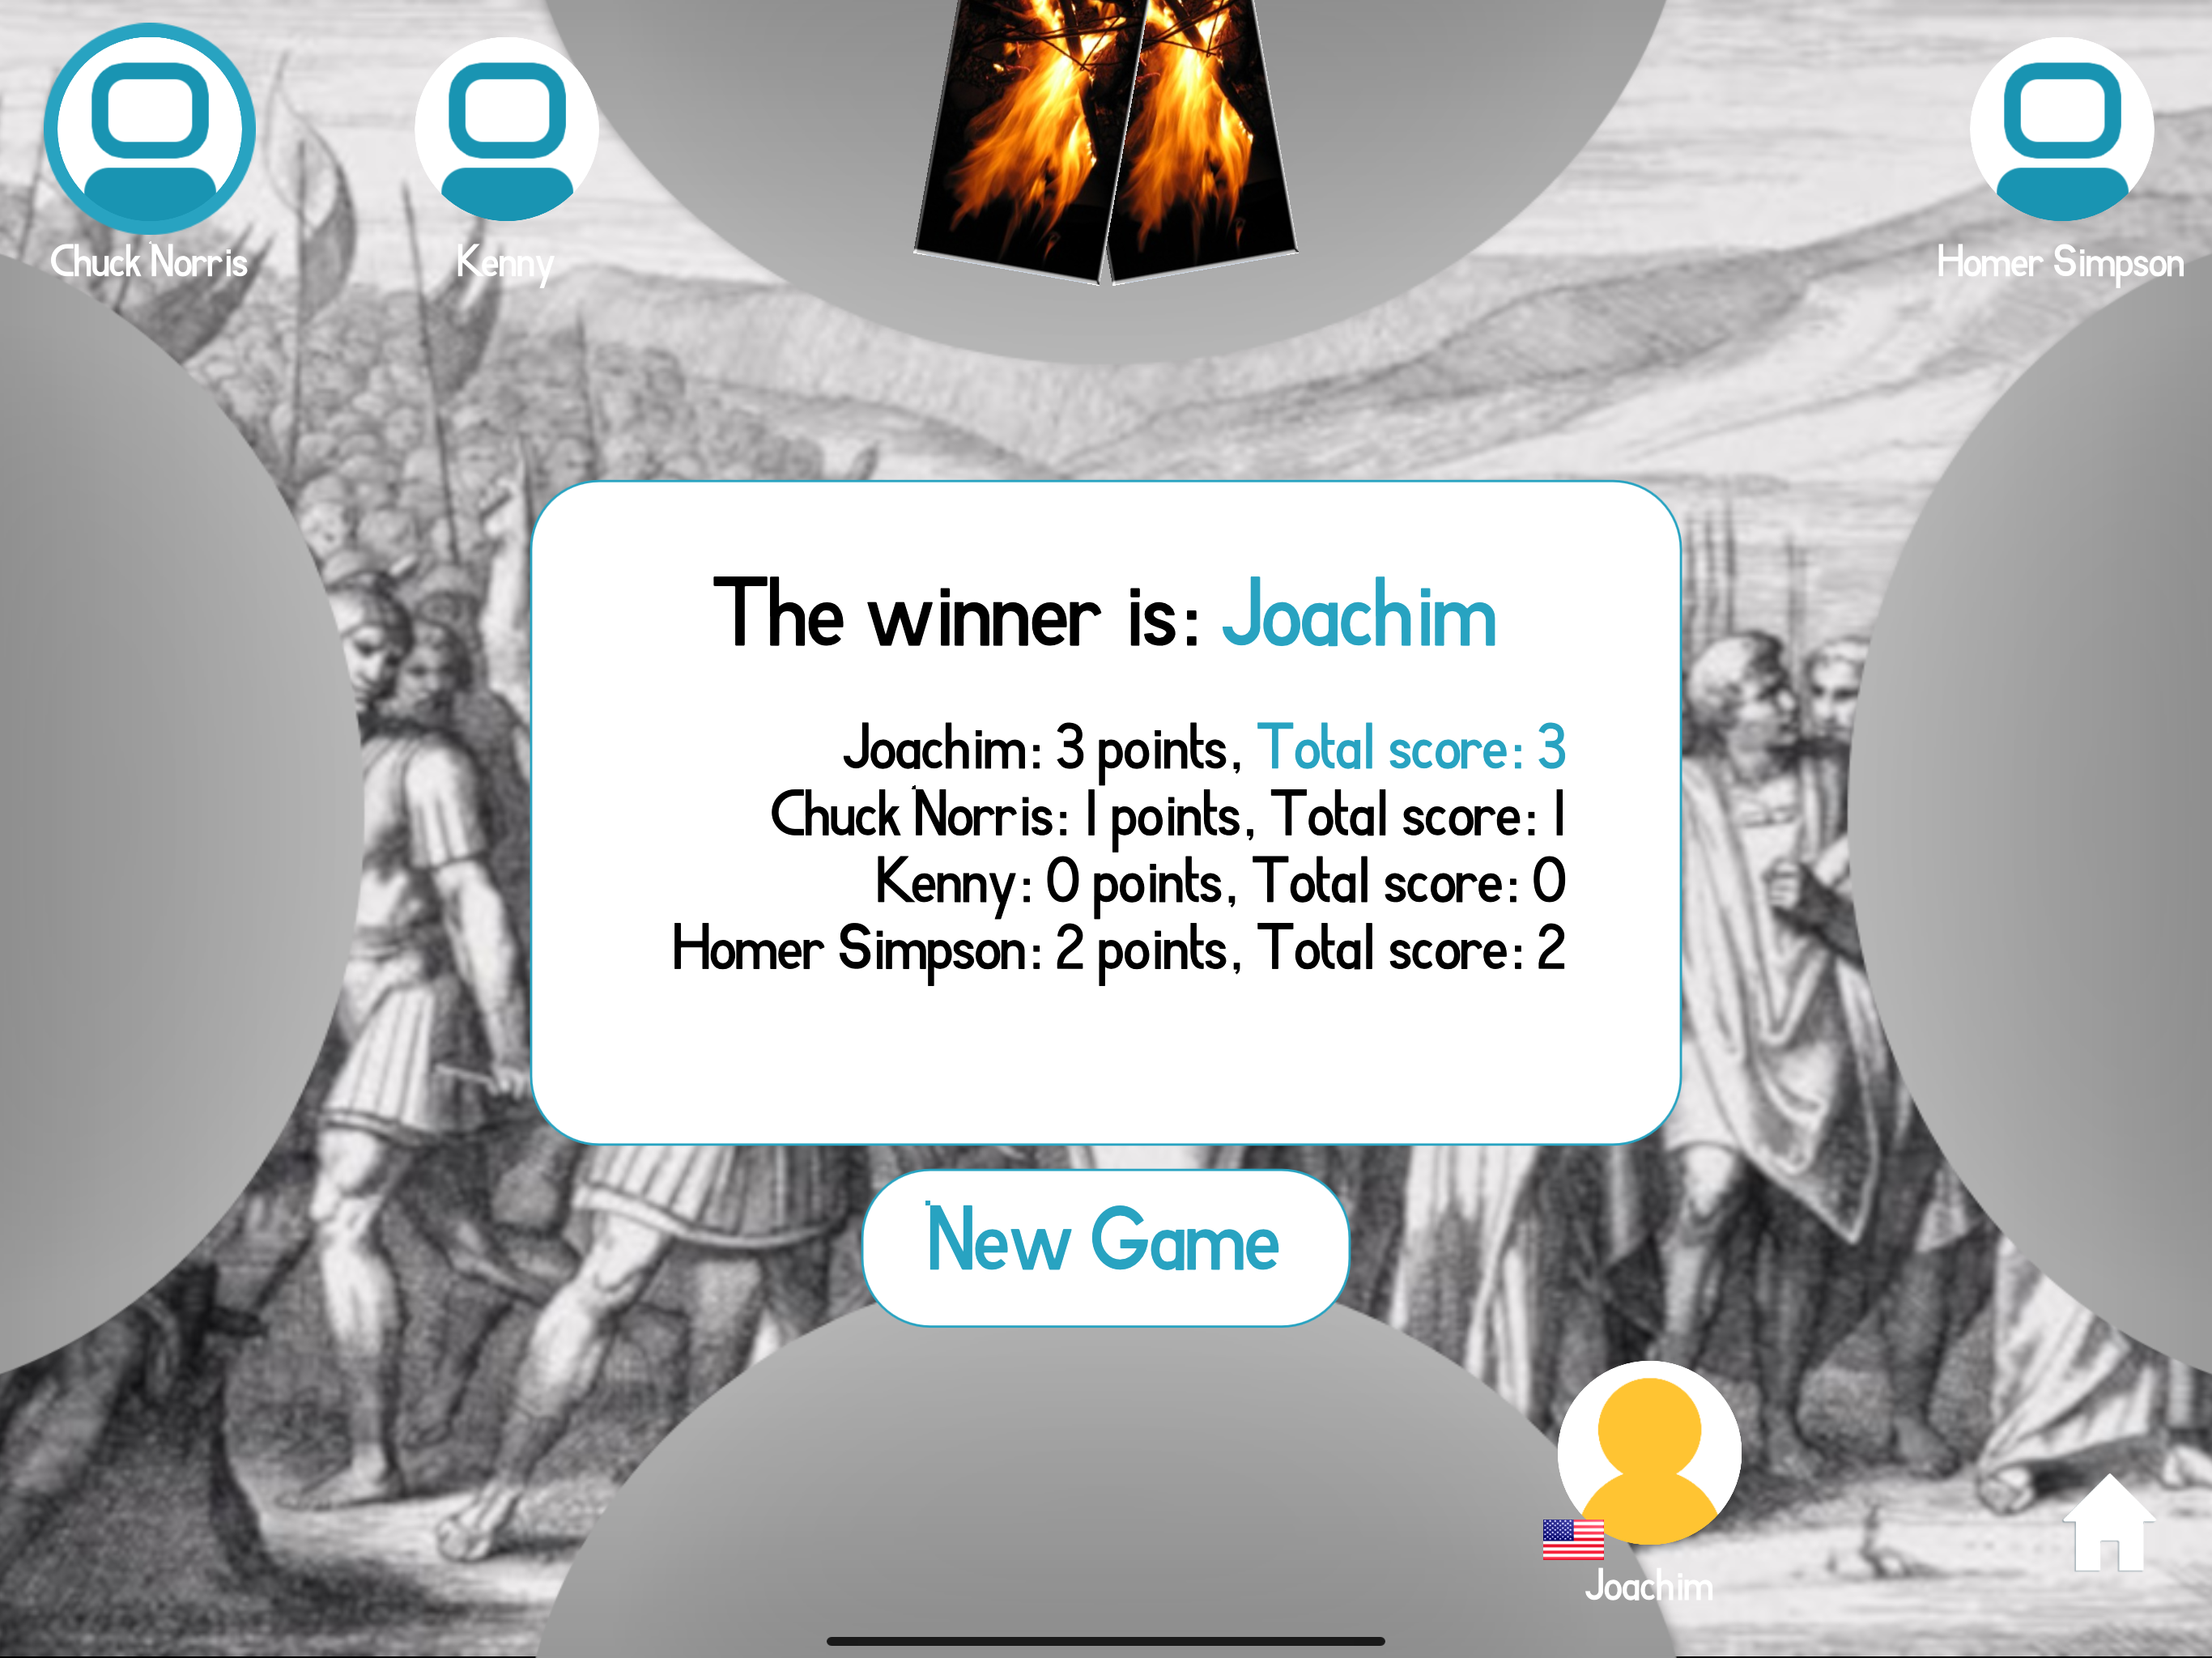 Chuck Norris
Kenny
Homer Simpson
The winner is: Joachim
Joachim: 3 points, Total score: 3
Chuck Norris: 1 points, Total score: 1
Kenny: 0 points, Total score: 0
Homer Simpson: 2 points, Total score: 2
New Game
Joachim